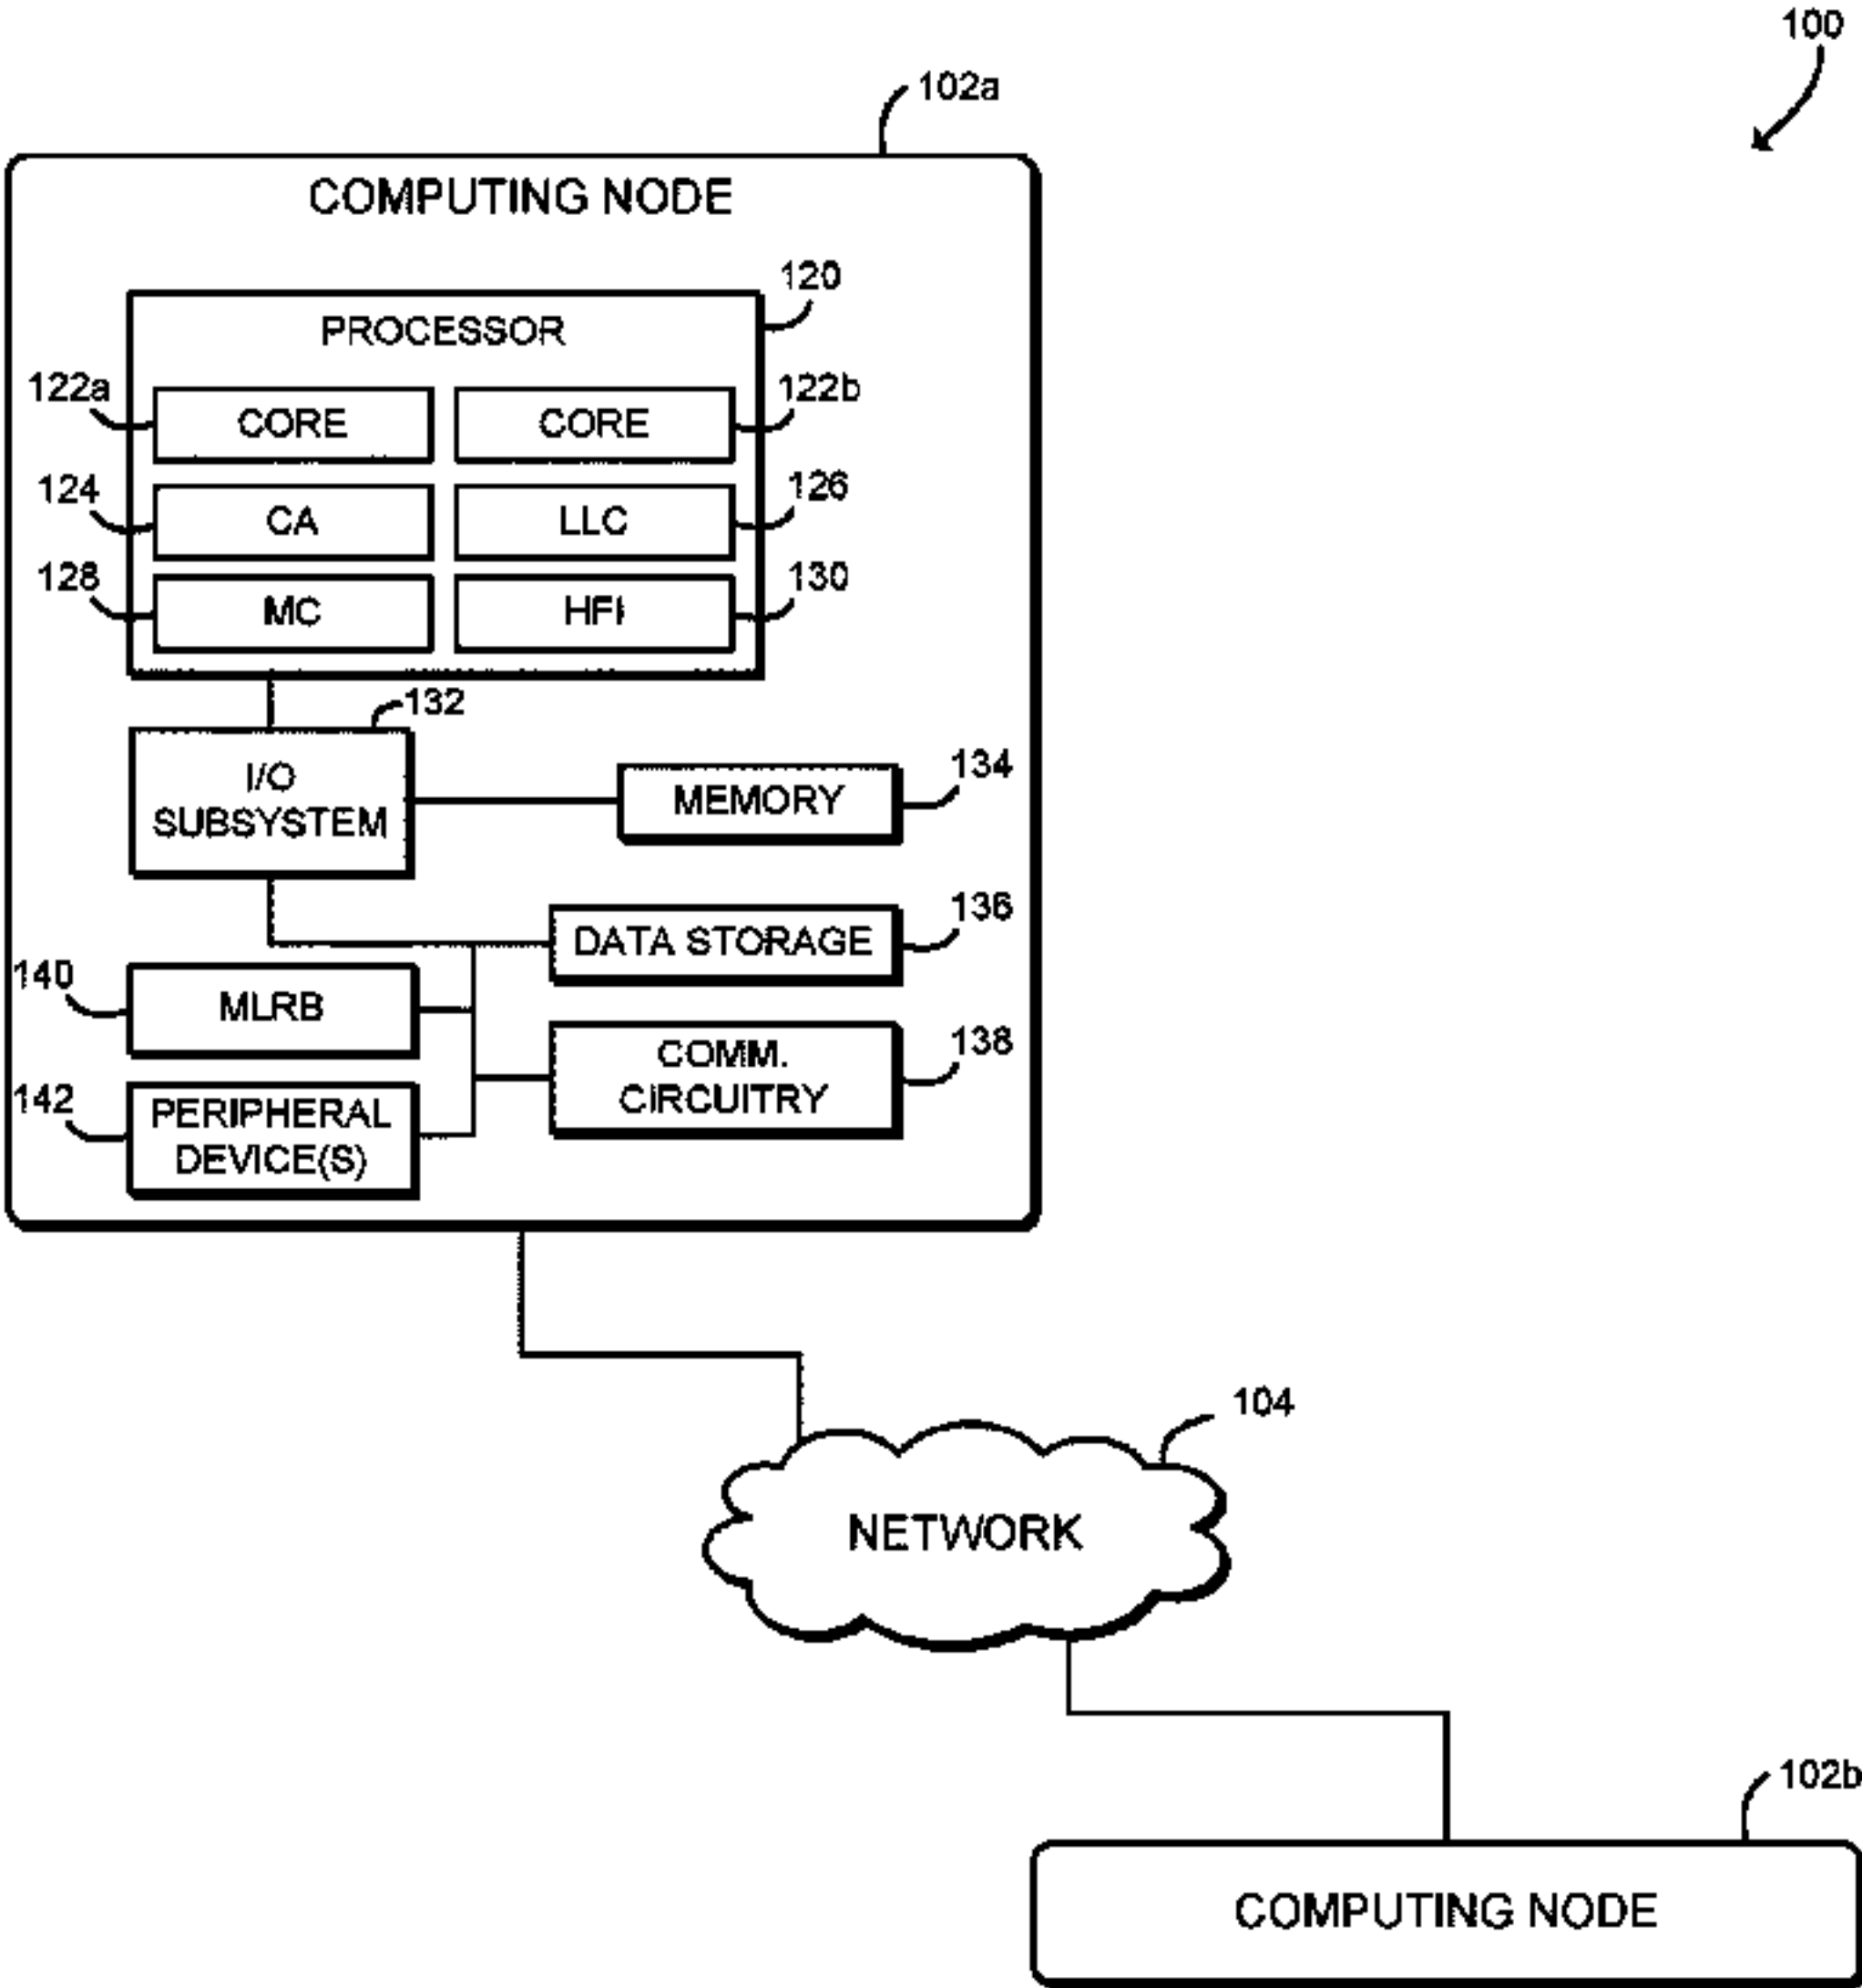 100
102a
COMPUTING NODE
120
PROCESSOR
122a
CORE
CORE
122b
124
CA
LLC
126
128
MC
HFI
130
132
I/O
SUBSYSTEM
MEMORY
134
DATA STORAGE
136
140
MLRB
COMM.
CIRCUITRY
138
142
PERIPHERAL
DEVICE(S)
104
NETWORK
102b
COMPUTING NODE